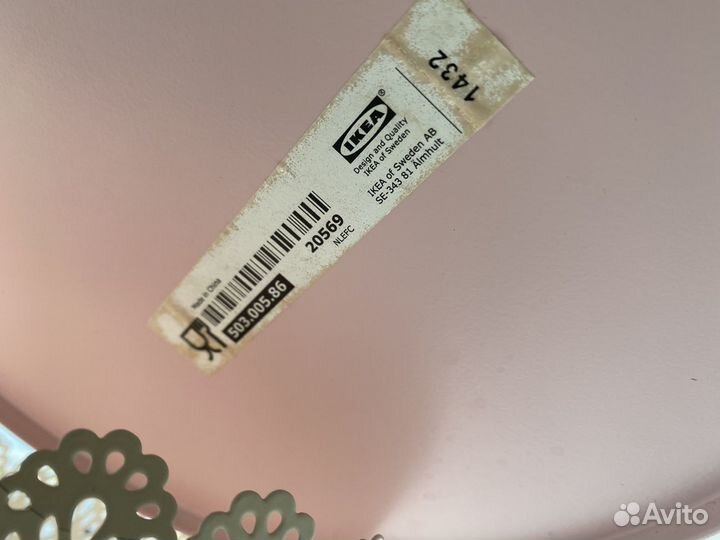 1432
IKEA®
Design and Quality
IKEA of Sweden
IKEA of Sweden AB
SE-343 81 Älmhult
20569
NLEFC
Made in China
503.005.86
Avito